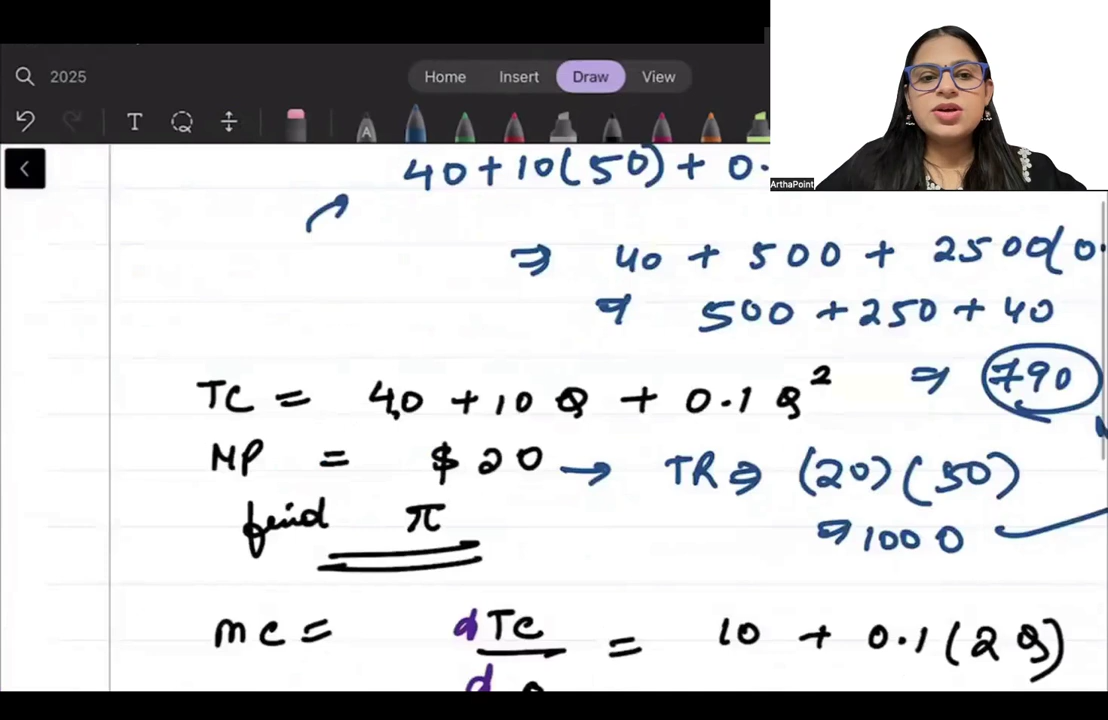 2025
Home Insert Draw View
T
A
40 + 10(50) + 0.
ArthaPoint
⇒ 40 + 500 + 2500(0.
⇒ 500 + 250 + 40
⇒ 790
TC = 40 + 10 Q + 0.1 Q²
MP = $ 20 → TR ⇒ (20)(50)
find π
⇒ 1000
mc = dTC = 10 + 0.1(2Q)
d